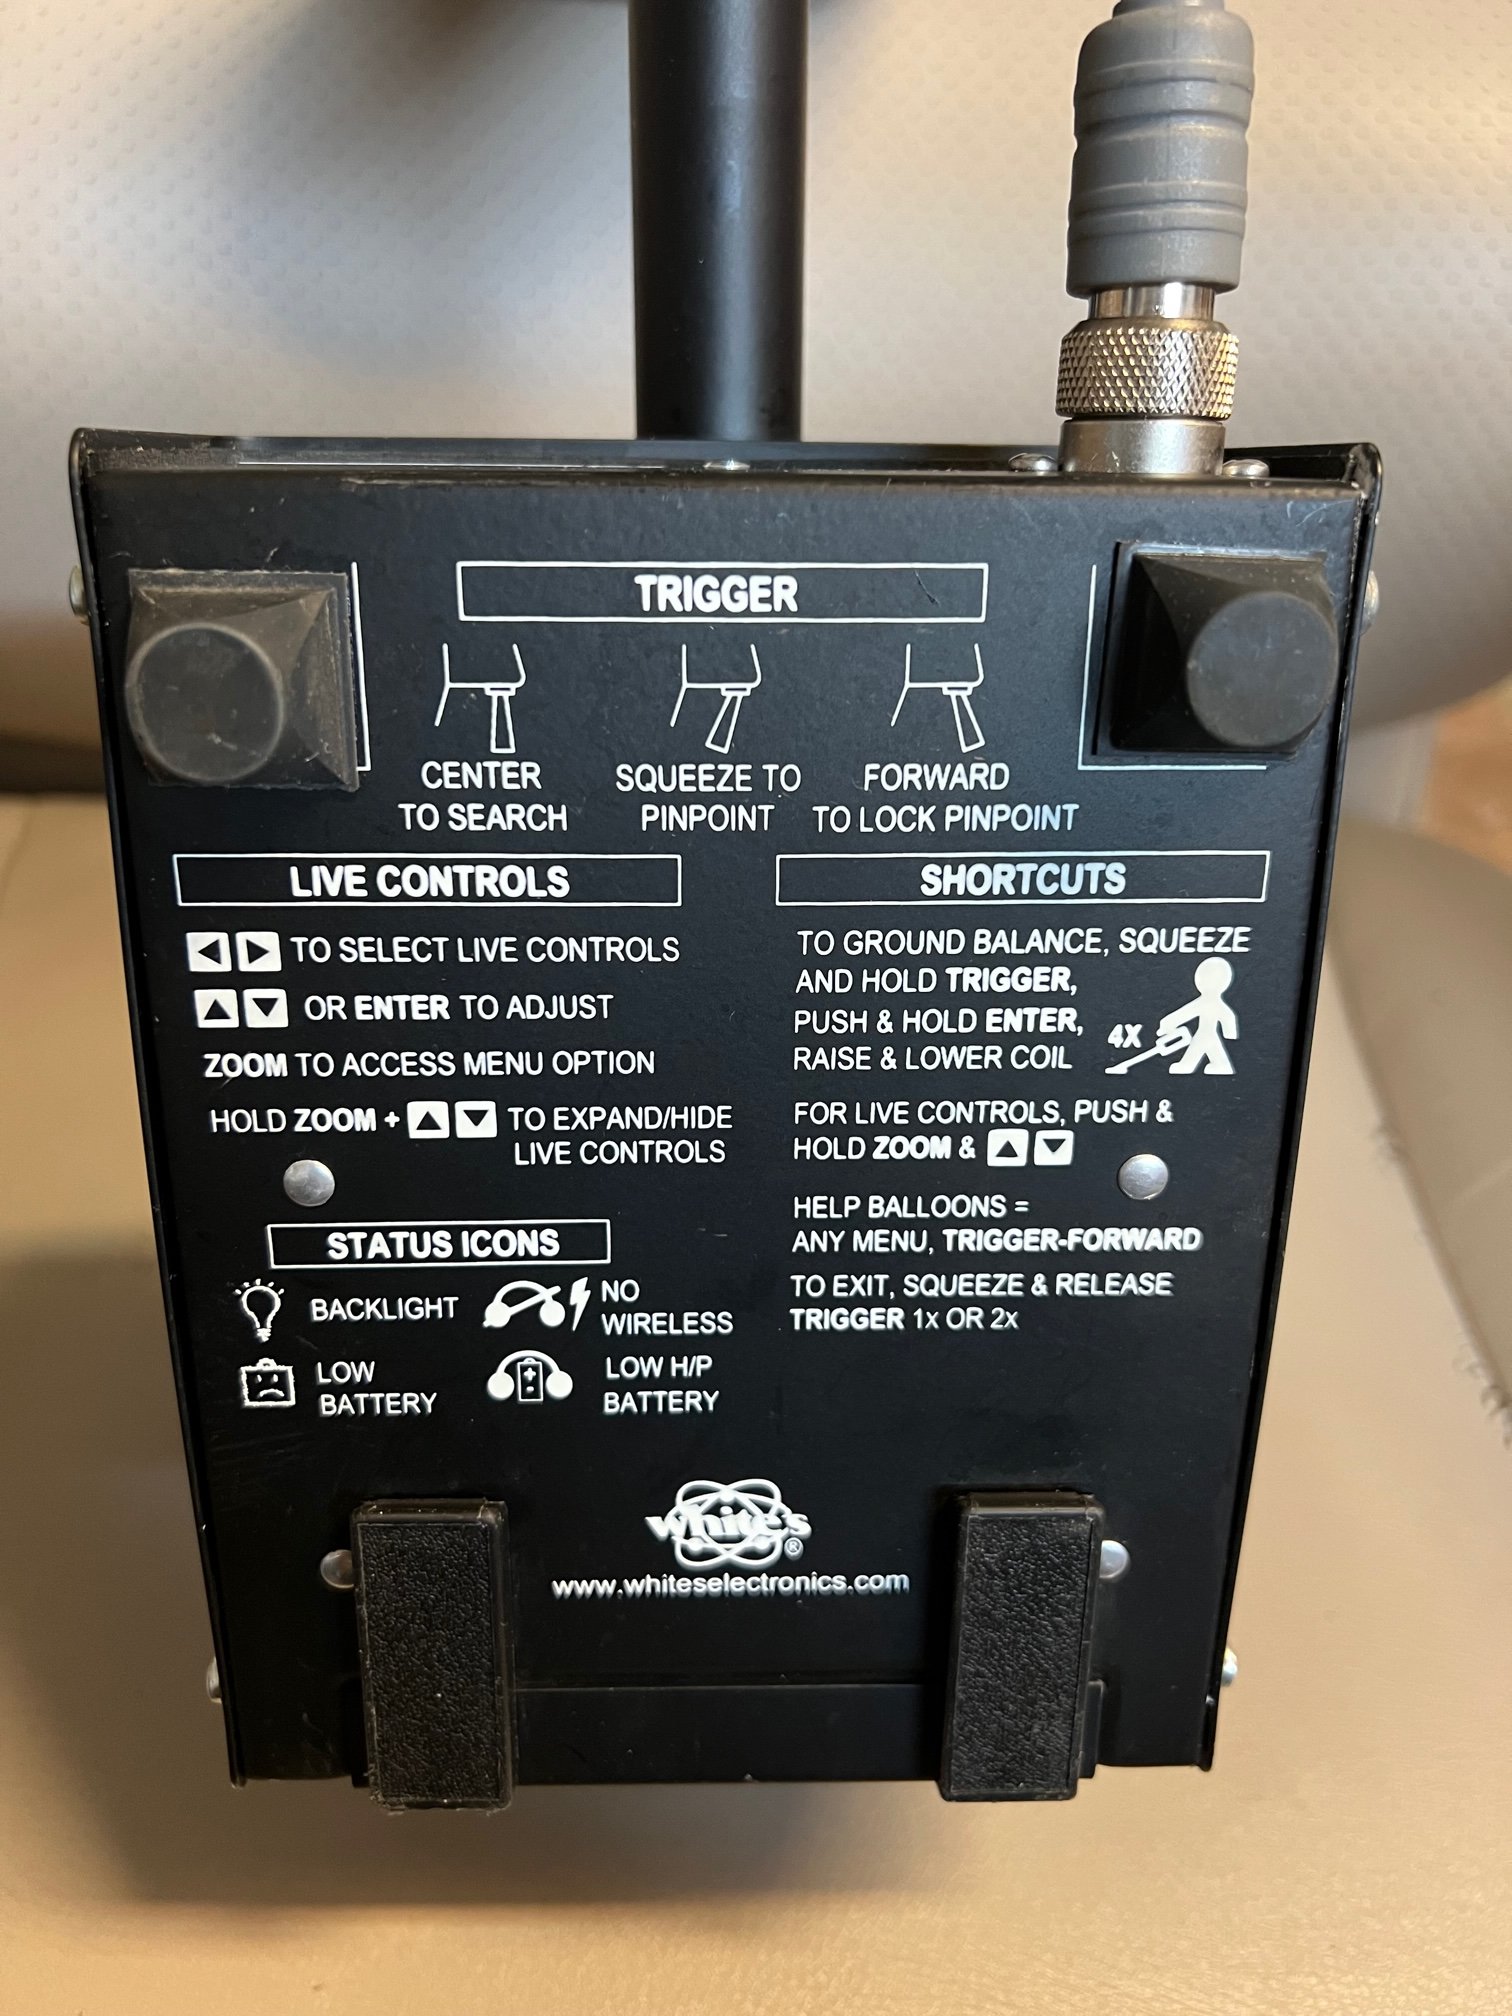 TRIGGER
CENTER
TO SEARCH
SQUEEZE TO
PINPOINT
FORWARD
TO LOCK PINPOINT
LIVE CONTROLS
TO SELECT LIVE CONTROLS
OR ENTER TO ADJUST
ZOOM TO ACCESS MENU OPTION
HOLD ZOOM + TO EXPAND/HIDE
LIVE CONTROLS
STATUS ICONS
BACKLIGHT
NO
WIRELESS
LOW
BATTERY
LOW H/P
BATTERY
SHORTCUTS
TO GROUND BALANCE, SQUEEZE
AND HOLD TRIGGER,
PUSH & HOLD ENTER,
RAISE & LOWER COIL
4X
FOR LIVE CONTROLS, PUSH &
HOLD ZOOM &
HELP BALLOONS =
ANY MENU, TRIGGER-FORWARD
TO EXIT, SQUEEZE & RELEASE
TRIGGER 1x OR 2x
white's ®
www.whiteselectronics.com